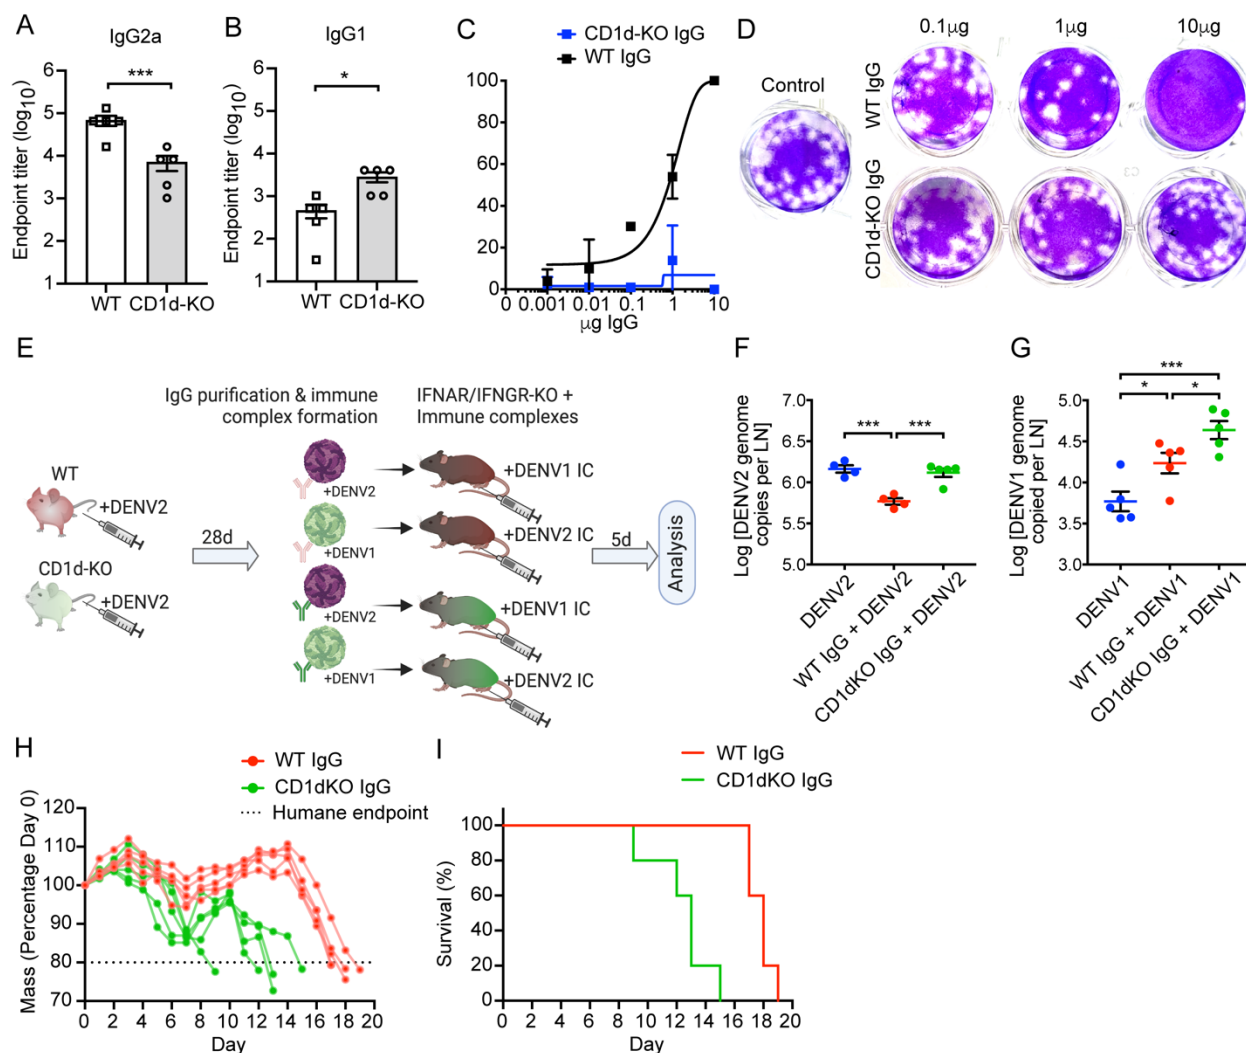 A
IgG2a
***
Endpoint titer (log10)
6
5
4
3
2
1
WT CD1d-KO
B
IgG1
*
Endpoint titer (log10)
6
5
4
3
2
1
WT CD1d-KO
C
CD1d-KO IgG
WT IgG
100
80
60
40
20
0
0 0.001 0.01 0.1 1 10
μg IgG
D
Control
0.1μg 1μg 10μg
WT IgG
CD1d-KO IgG
E
WT
+DENV2
CD1d-KO
+DENV2
28d
IgG purification & immune
complex formation
+DENV2
+DENV1
+DENV2
+DENV1
IFNAR/IFNGR-KO +
Immune complexes
+DENV1 IC
+DENV2 IC
+DENV1 IC
+DENV2 IC
5d
Analysis
F
*** ***
Log [DENV2 genome
copies per LN]
7.0
6.5
6.0
5.5
5.0
DENV2
WT IgG + DENV2
CD1dKO IgG + DENV2
G
***
* *
Log [DENV1 genome
copied per LN]
5.0
4.5
4.0
3.5
3.0
DENV1
WT IgG + DENV1
CD1dKO IgG + DENV1
H
WT IgG
CD1dKO IgG
Humane endpoint
Mass (Percentage Day 0)
120
110
100
90
80
70
0 2 4 6 8 10 12 14 16 18 20
Day
I
WT IgG
CD1dKO IgG
Survival (%)
100
80
60
40
20
0
0 2 4 6 8 10 12 14 16 18 20
Day